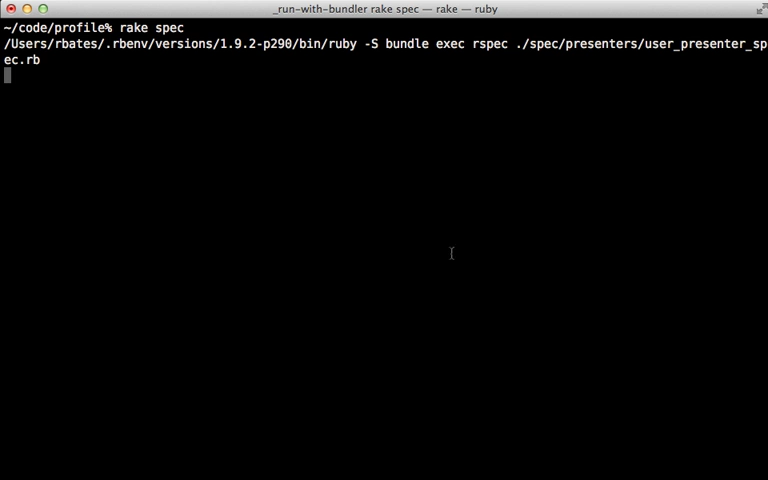 _run-with-bundler rake spec — rake — ruby
~/code/profile% rake spec
/Users/rbates/.rbenv/versions/1.9.2-p290/bin/ruby -S bundle exec rspec ./spec/presenters/user_presenter_sp
ec.rb